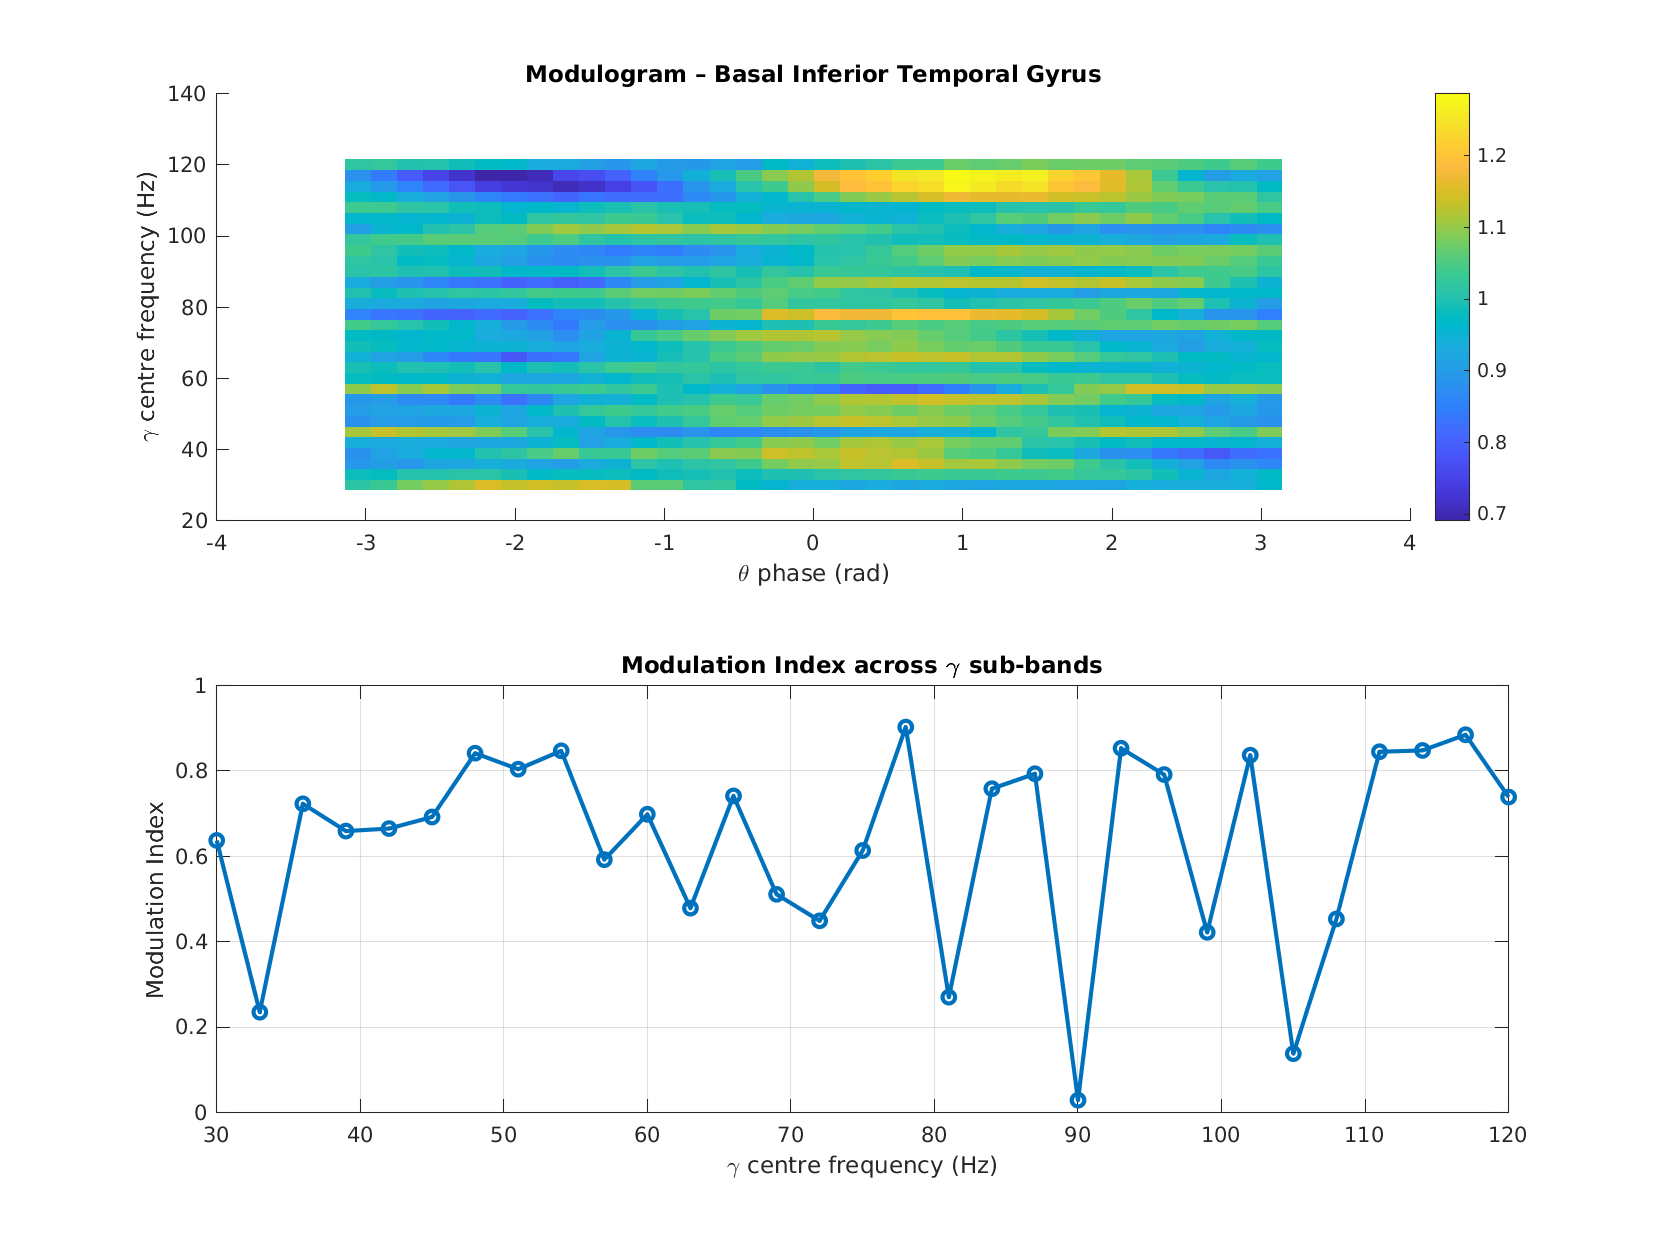 Modulogram – Basal Inferior Temporal Gyrus
140
120
100
80
60
40
20
γ centre frequency (Hz)
-4 -3 -2 -1 0 1 2 3 4
θ phase (rad)
1.2
1.1
1
0.9
0.8
0.7
Modulation Index across γ sub-bands
1
0.8
0.6
0.4
0.2
0
Modulation Index
30 40 50 60 70 80 90 100 110 120
γ centre frequency (Hz)